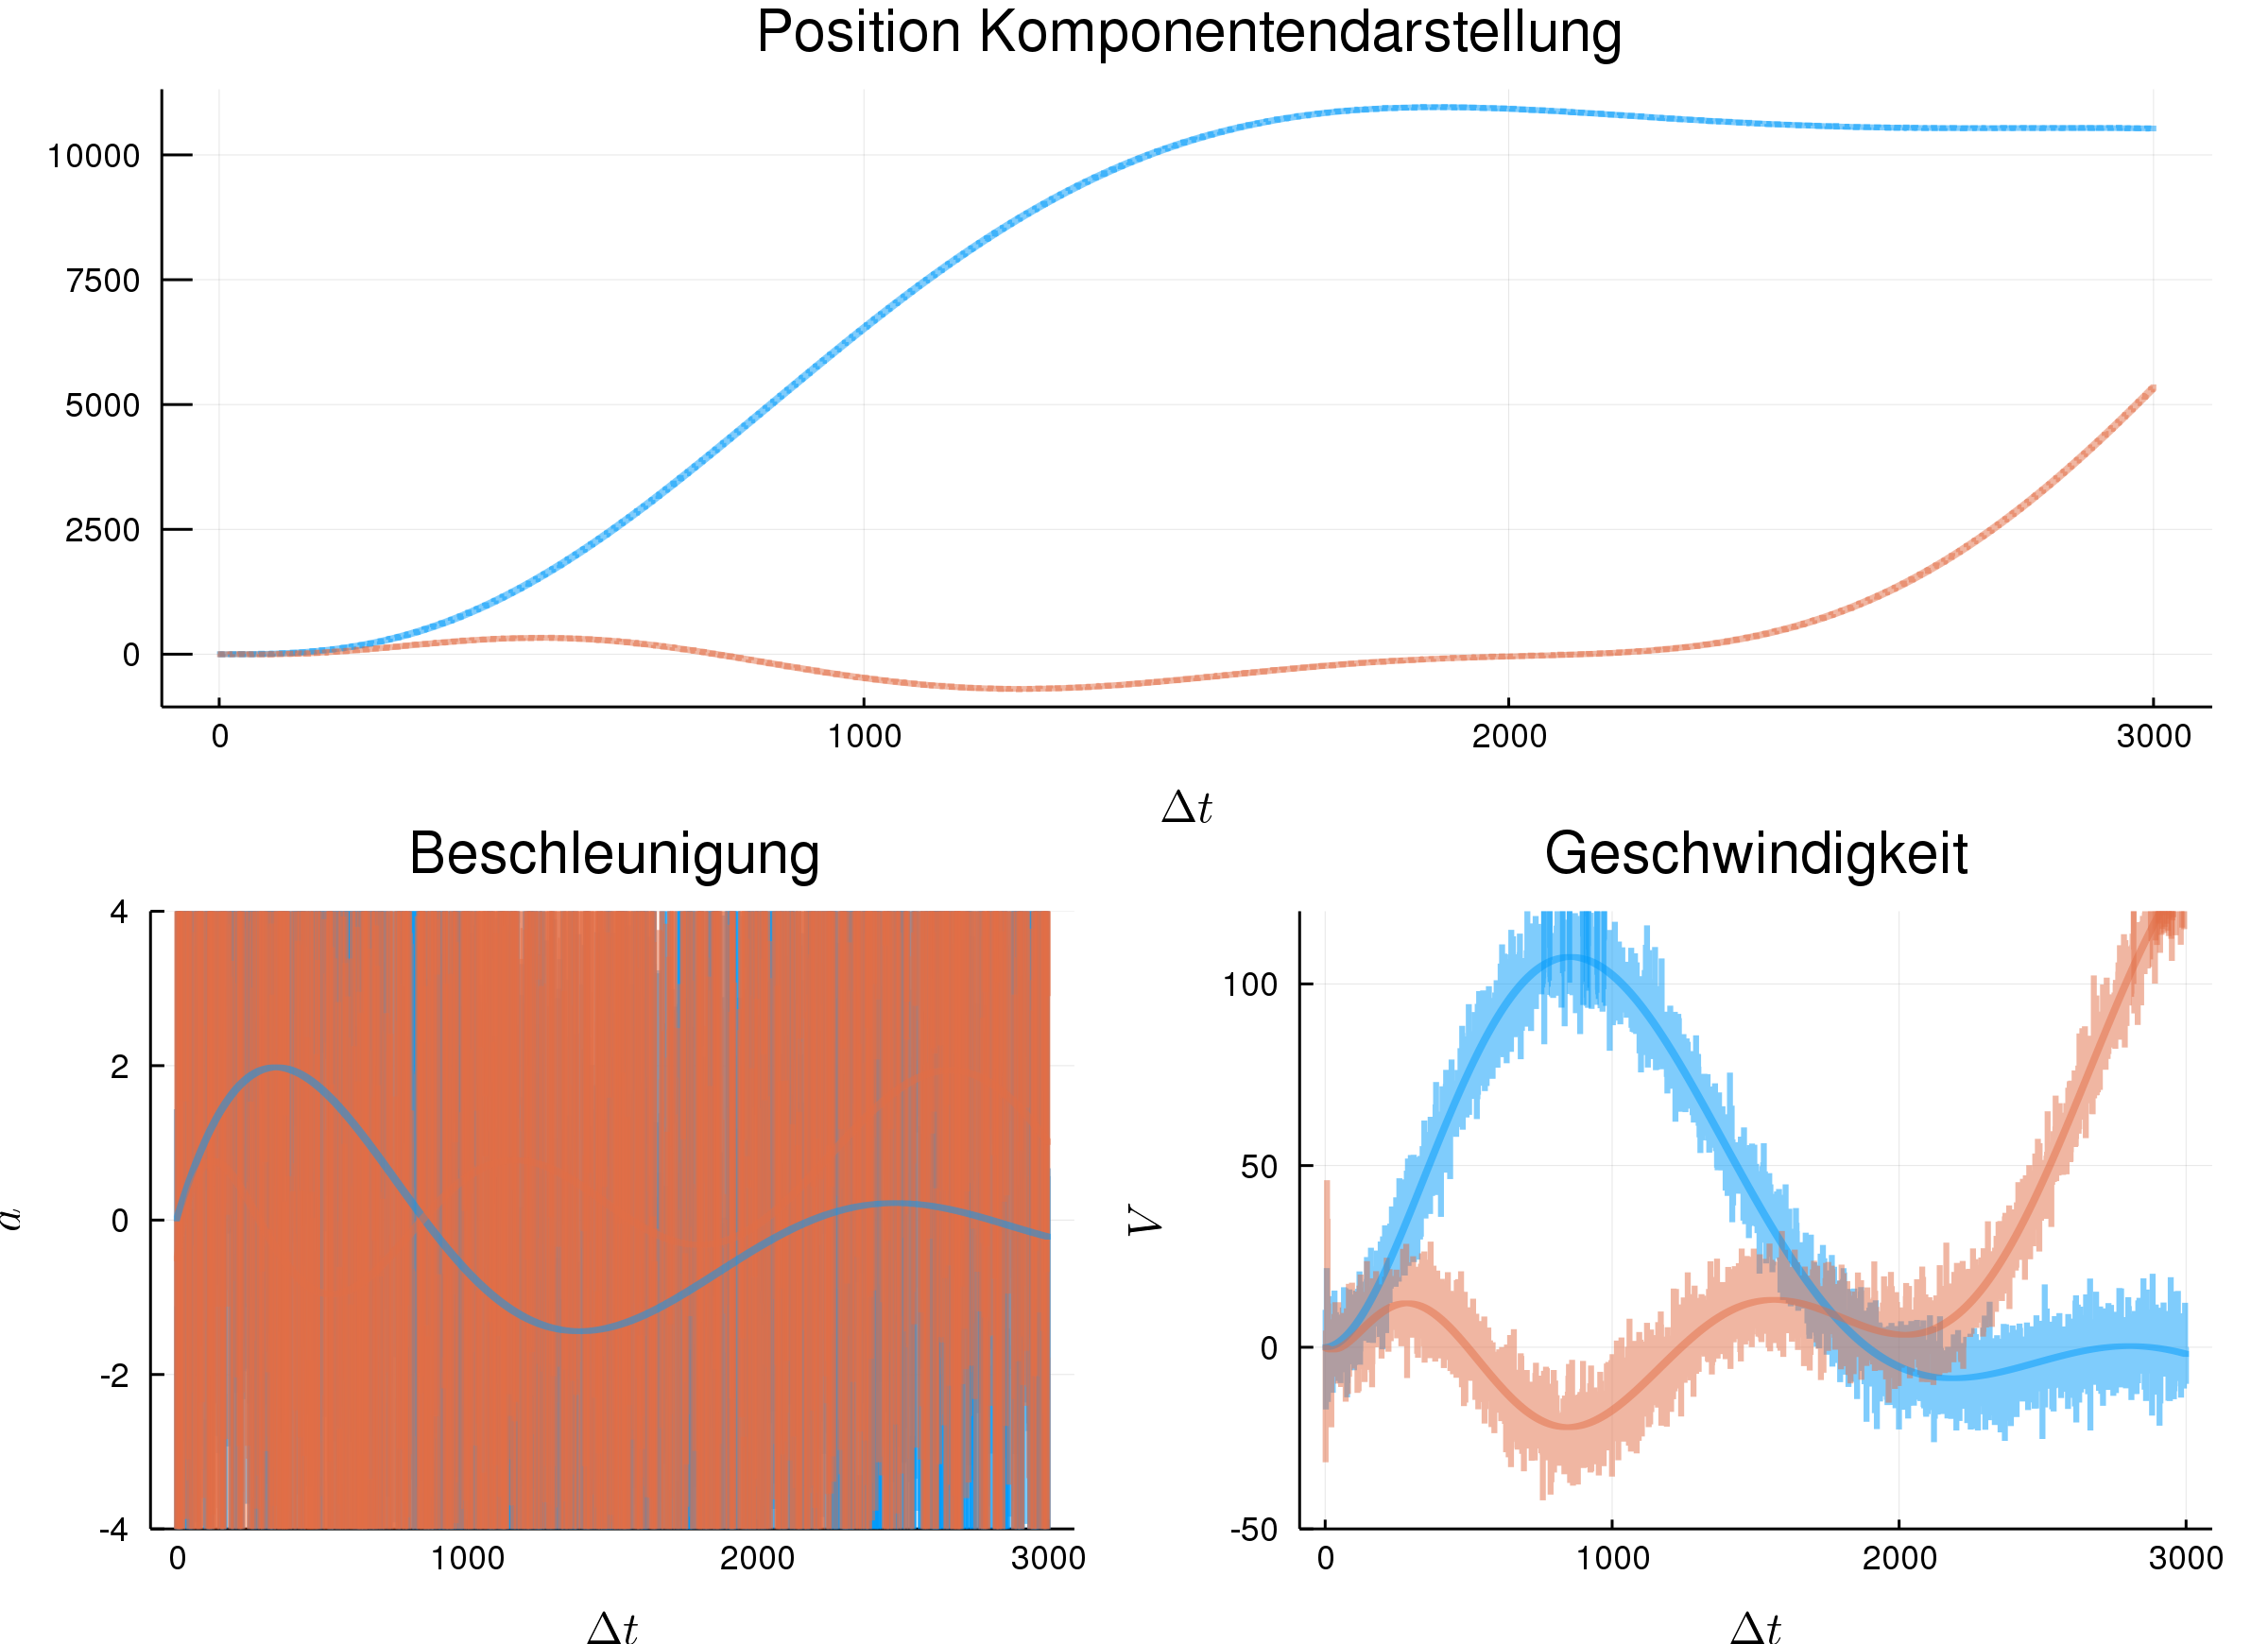 Position Komponentendarstellung
10000
7500
5000
2500
0
0 1000 2000 3000
Δt
Beschleunigung
4
2
0
-2
-4
a
0 1000 2000 3000
Δt
Geschwindigkeit
100
50
0
-50
V
0 1000 2000 3000
Δt